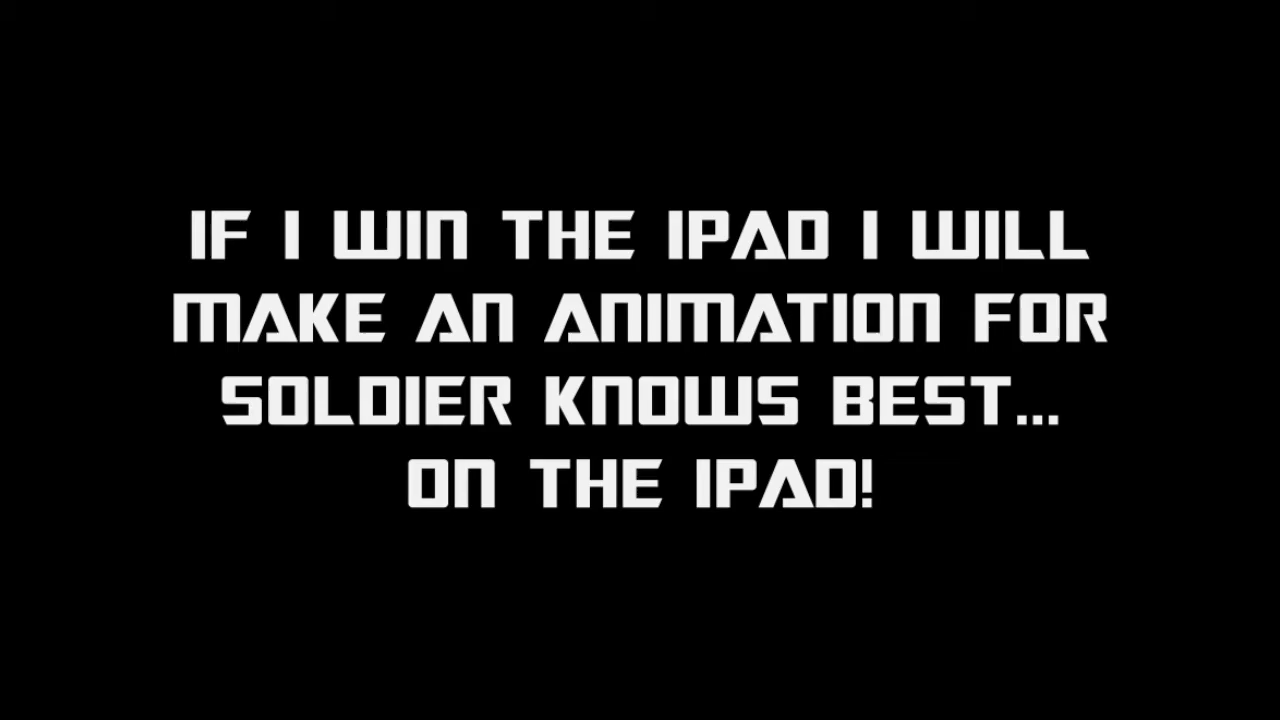 IF I WIN THE IPAD I WILL
MAKE AN ANIMATION FOR
SOLDIER KNOWS BEST...
ON THE IPAD!